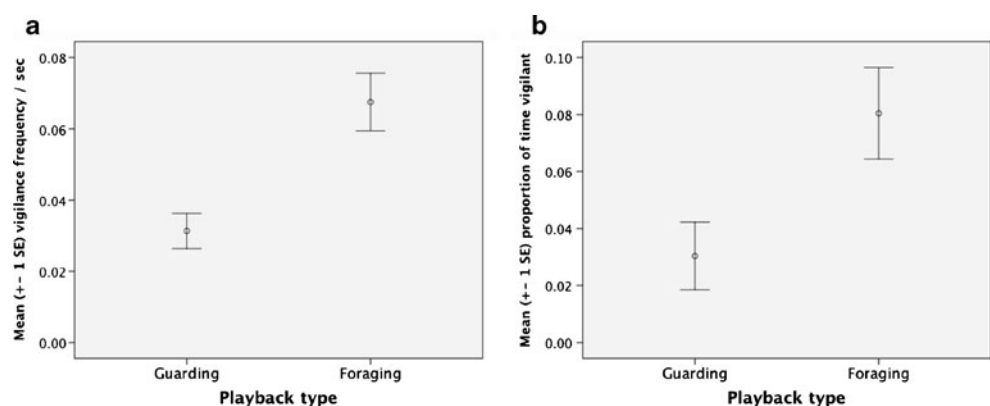 a
Mean (+- 1 SE) vigilance frequency / sec
0.08
0.06
0.04
0.02
0.00
Guarding Foraging
Playback type
b
Mean (+- 1 SE) proportion of time vigilant
0.10
0.08
0.06
0.04
0.02
0.00
Guarding Foraging
Playback type